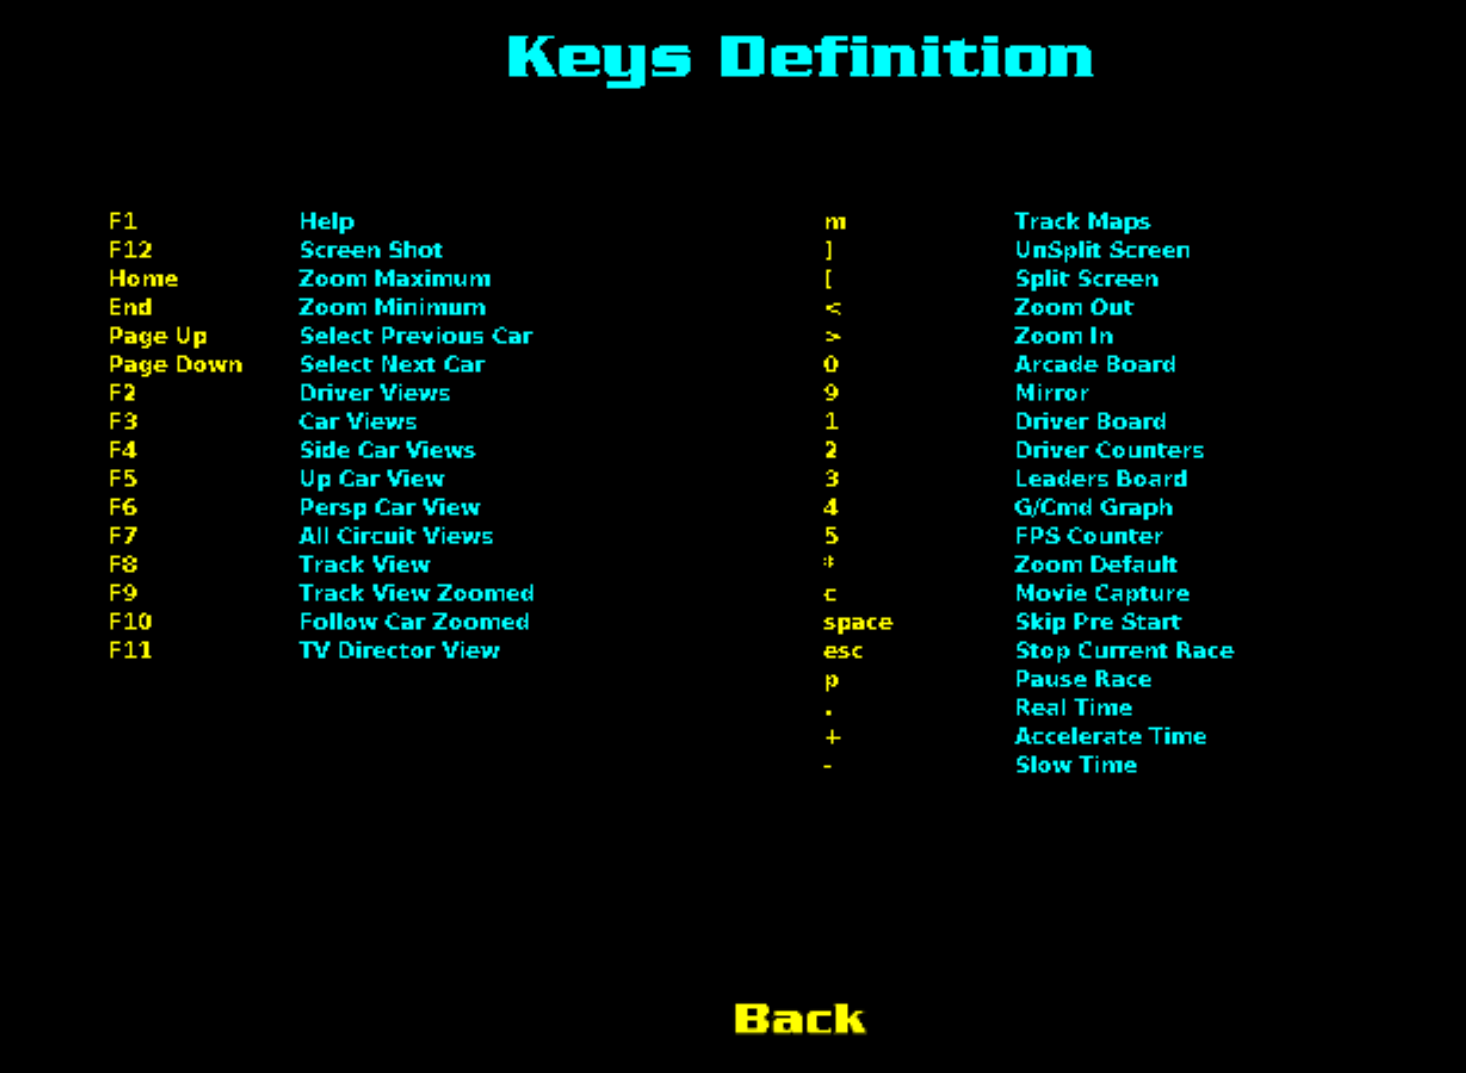 Keys Definition
F1 Help m Track Maps
F12 Screen Shot ] UnSplit Screen
Home Zoom Maximum [ Split Screen
End Zoom Minimum < Zoom Out
Page Up Select Previous Car > Zoom In
Page Down Select Next Car 0 Arcade Board
F2 Driver Views 9 Mirror
F3 Car Views 1 Driver Board
F4 Side Car Views 2 Driver Counters
F5 Up Car View 3 Leaders Board
F6 Persp Car View 4 G/Cmd Graph
F7 All Circuit Views 5 FPS Counter
F8 Track View * Zoom Default
F9 Track View Zoomed c Movie Capture
F10 Follow Car Zoomed space Skip Pre Start
F11 TV Director View esc Stop Current Race
p Pause Race
. Real Time
+ Accelerate Time
- Slow Time
Back